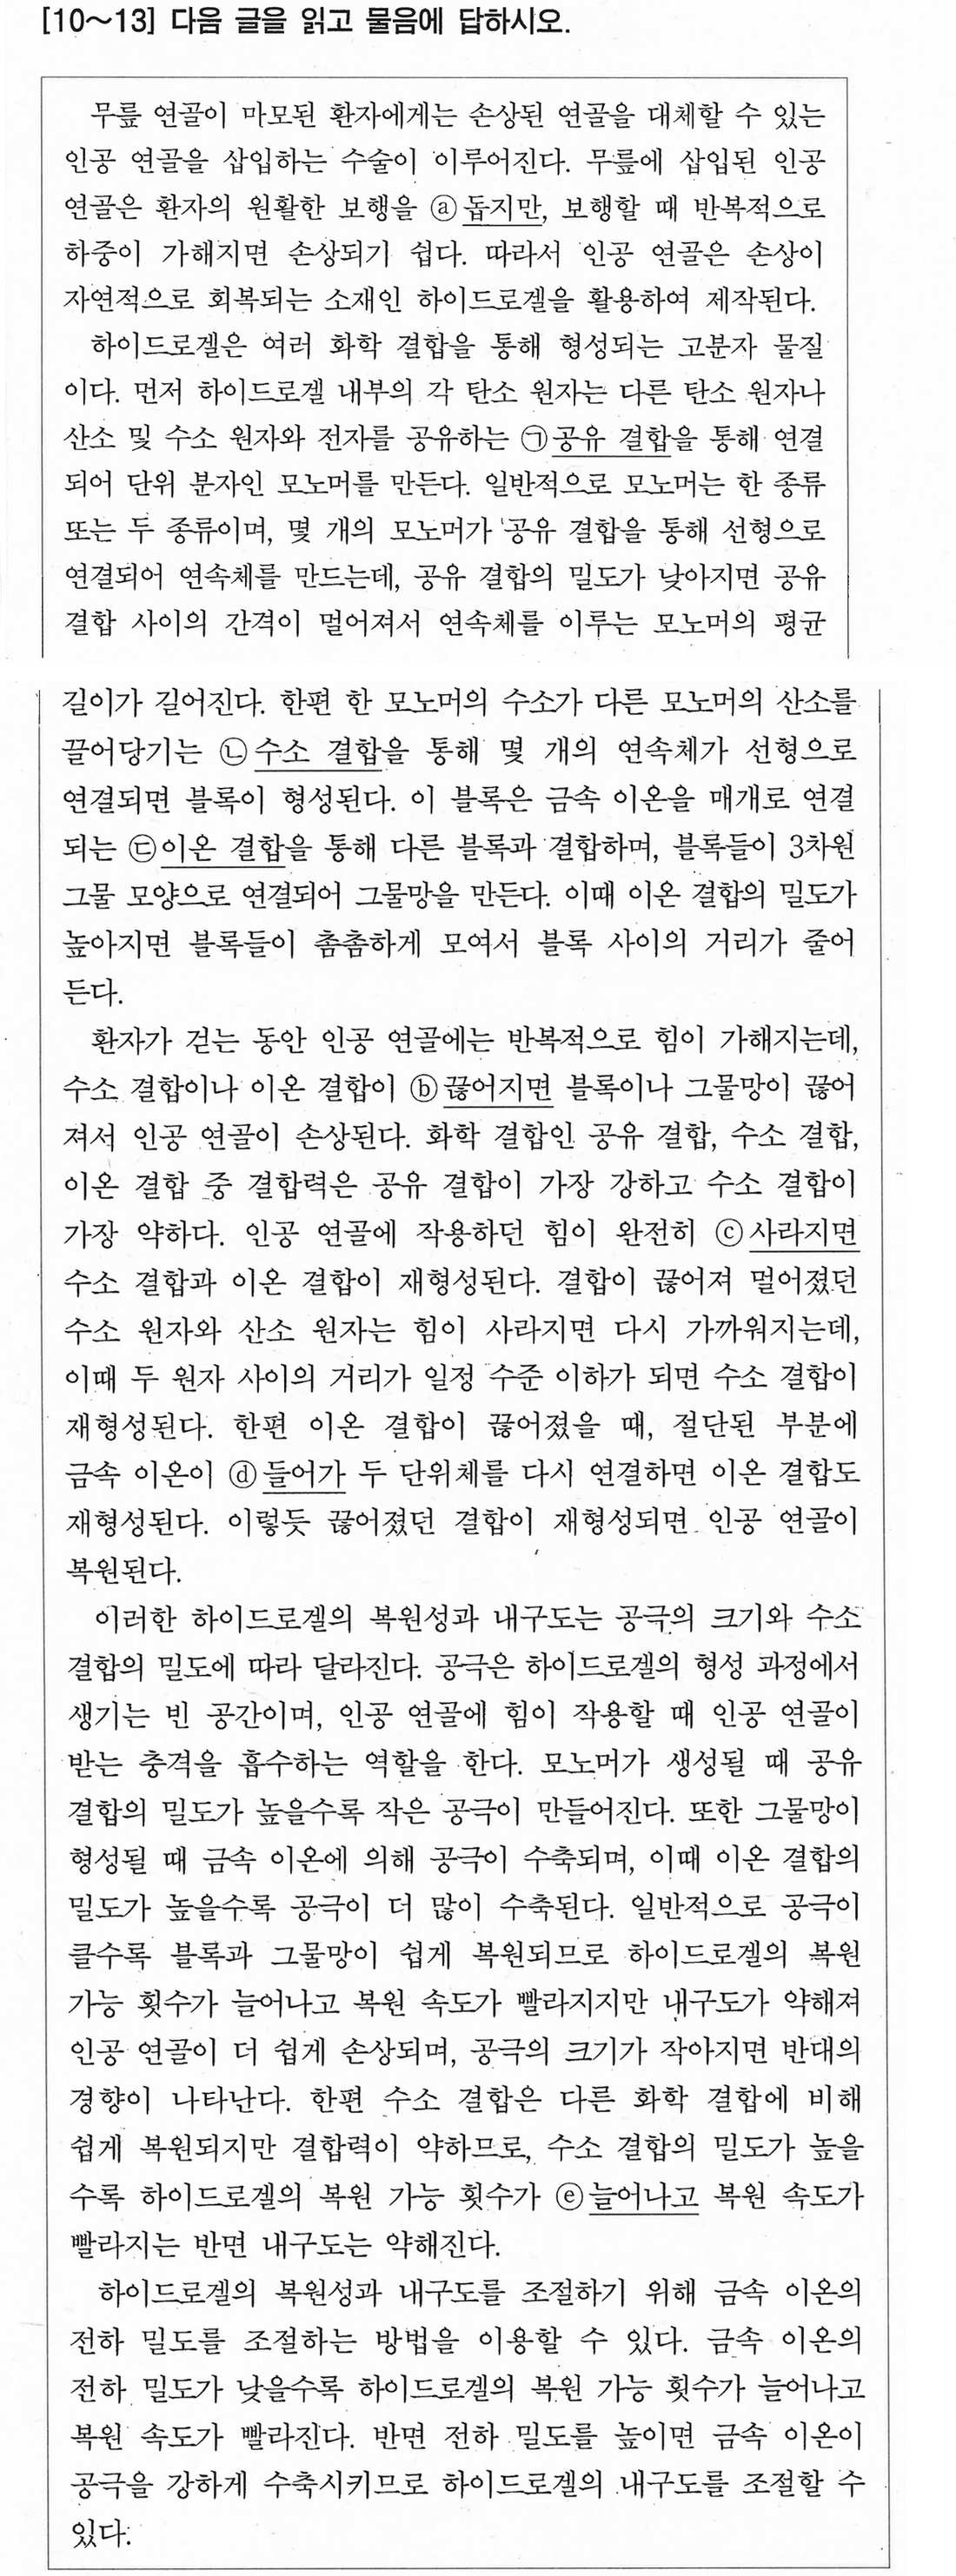 [10~13] 다음 글을 읽고 물음에 답하시오.
무릎 연골이 마모된 환자에게는 손상된 연골을 대체할 수 있는
인공 연골을 삽입하는 수술이 이루어진다. 무릎에 삽입된 인공
연골은 환자의 원활한 보행을 ⓐ돕지만, 보행할 때 반복적으로
하중이 가해지면 손상되기 쉽다. 따라서 인공 연골은 손상이
자연적으로 회복되는 소재인 하이드로겔을 활용하여 제작된다.
하이드로겔은 여러 화학 결합을 통해 형성되는 고분자 물질
이다. 먼저 하이드로겔 내부의 각 탄소 원자는 다른 탄소 원자나
산소 및 수소 원자와 전자를 공유하는 ㉠공유 결합을 통해 연결
되어 단위 분자인 모노머를 만든다. 일반적으로 모노머는 한 종류
또는 두 종류이며, 몇 개의 모노머가 공유 결합을 통해 선형으로
연결되어 연속체를 만드는데, 공유 결합의 밀도가 낮아지면 공유
결합 사이의 간격이 멀어져서 연속체를 이루는 모노머의 평균
길이가 길어진다. 한편 한 모노머의 수소가 다른 모노머의 산소를
끌어당기는 ㉡수소 결합을 통해 몇 개의 연속체가 선형으로
연결되면 블록이 형성된다. 이 블록은 금속 이온을 매개로 연결
되는 ㉢이온 결합을 통해 다른 블록과 결합하며, 블록들이 3차원
그물 모양으로 연결되어 그물망을 만든다. 이때 이온 결합의 밀도가
높아지면 블록들이 촘촘하게 모여서 블록 사이의 거리가 줄어
든다.
환자가 걷는 동안 인공 연골에는 반복적으로 힘이 가해지는데,
수소 결합이나 이온 결합이 ⓑ끊어지면 블록이나 그물망이 끊어
져서 인공 연골이 손상된다. 화학 결합인 공유 결합, 수소 결합,
이온 결합 중 결합력은 공유 결합이 가장 강하고 수소 결합이
가장 약하다. 인공 연골에 작용하던 힘이 완전히 ⓒ사라지면
수소 결합과 이온 결합이 재형성된다. 결합이 끊어져 멀어졌던
수소 원자와 산소 원자는 힘이 사라지면 다시 가까워지는데,
이때 두 원자 사이의 거리가 일정 수준 이하가 되면 수소 결합이
재형성된다. 한편 이온 결합이 끊어졌을 때, 절단된 부분에
금속 이온이 ⓓ들어가 두 단위체를 다시 연결하면 이온 결합도
재형성된다. 이렇듯 끊어졌던 결합이 재형성되면 인공 연골이
복원된다.
이러한 하이드로겔의 복원성과 내구도는 공극의 크기와 수소
결합의 밀도에 따라 달라진다. 공극은 하이드로겔의 형성 과정에서
생기는 빈 공간이며, 인공 연골에 힘이 작용할 때 인공 연골이
받는 충격을 흡수하는 역할을 한다. 모노머가 생성될 때 공유
결합의 밀도가 높을수록 작은 공극이 만들어진다. 또한 그물망이
형성될 때 금속 이온에 의해 공극이 수축되며, 이때 이온 결합의
밀도가 높을수록 공극이 더 많이 수축된다. 일반적으로 공극이
클수록 블록과 그물망이 쉽게 복원되므로 하이드로겔의 복원
가능 횟수가 늘어나고 복원 속도가 빨라지지만 내구도가 약해져
인공 연골이 더 쉽게 손상되며, 공극의 크기가 작아지면 반대의
경향이 나타난다. 한편 수소 결합은 다른 화학 결합에 비해
쉽게 복원되지만 결합력이 약하므로, 수소 결합의 밀도가 높을
수록 하이드로겔의 복원 가능 횟수가 ⓔ늘어나고 복원 속도가
빨라지는 반면 내구도는 약해진다.
하이드로겔의 복원성과 내구도를 조절하기 위해 금속 이온의
전하 밀도를 조절하는 방법을 이용할 수 있다. 금속 이온의
전하 밀도가 낮을수록 하이드로겔의 복원 가능 횟수가 늘어나고
복원 속도가 빨라진다. 반면 전하 밀도를 높이면 금속 이온이
공극을 강하게 수축시키므로 하이드로겔의 내구도를 조절할 수
있다.